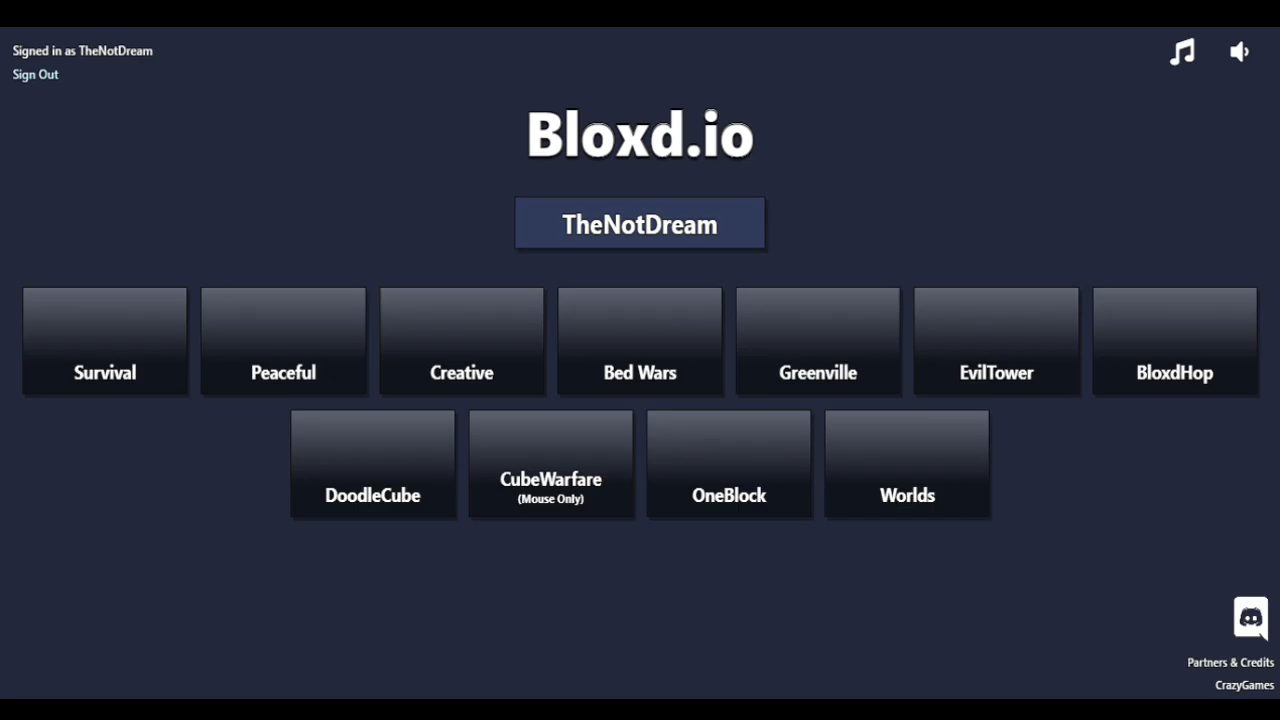 Signed in as TheNotDream
Sign Out
Bloxd.io
TheNotDream
Survival
Peaceful
Creative
Bed Wars
Greenville
EvilTower
BloxdHop
DoodleCube
CubeWarfare
(Mouse Only)
OneBlock
Worlds
Partners & Credits
CrazyGames